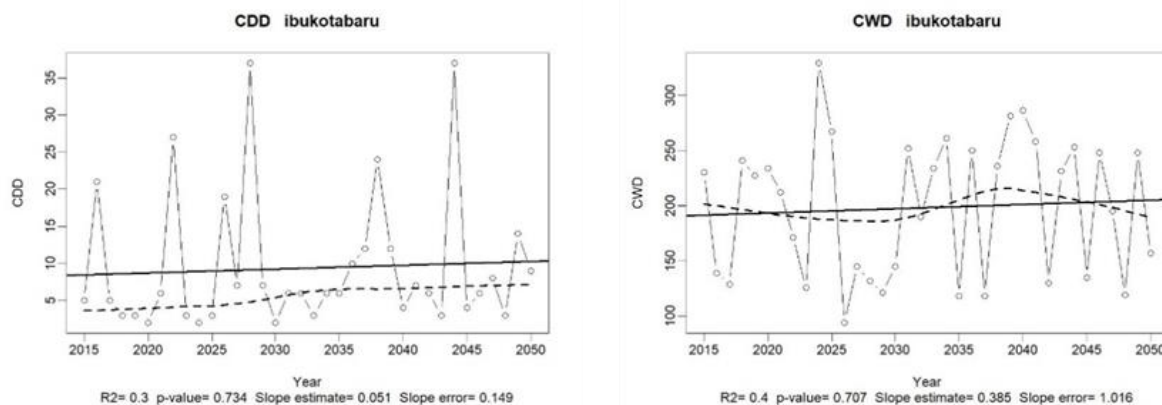 CDD ibukotabaru
CDD
35
30
25
20
15
10
5
2015 2020 2025 2030 2035 2040 2045 2050
Year
R2= 0.3 p-value= 0.734 Slope estimate= 0.051 Slope error= 0.149
CWD ibukotabaru
CWD
300
250
200
150
100
2015 2020 2025 2030 2035 2040 2045 2050
Year
R2= 0.4 p-value= 0.707 Slope estimate= 0.385 Slope error= 1.016